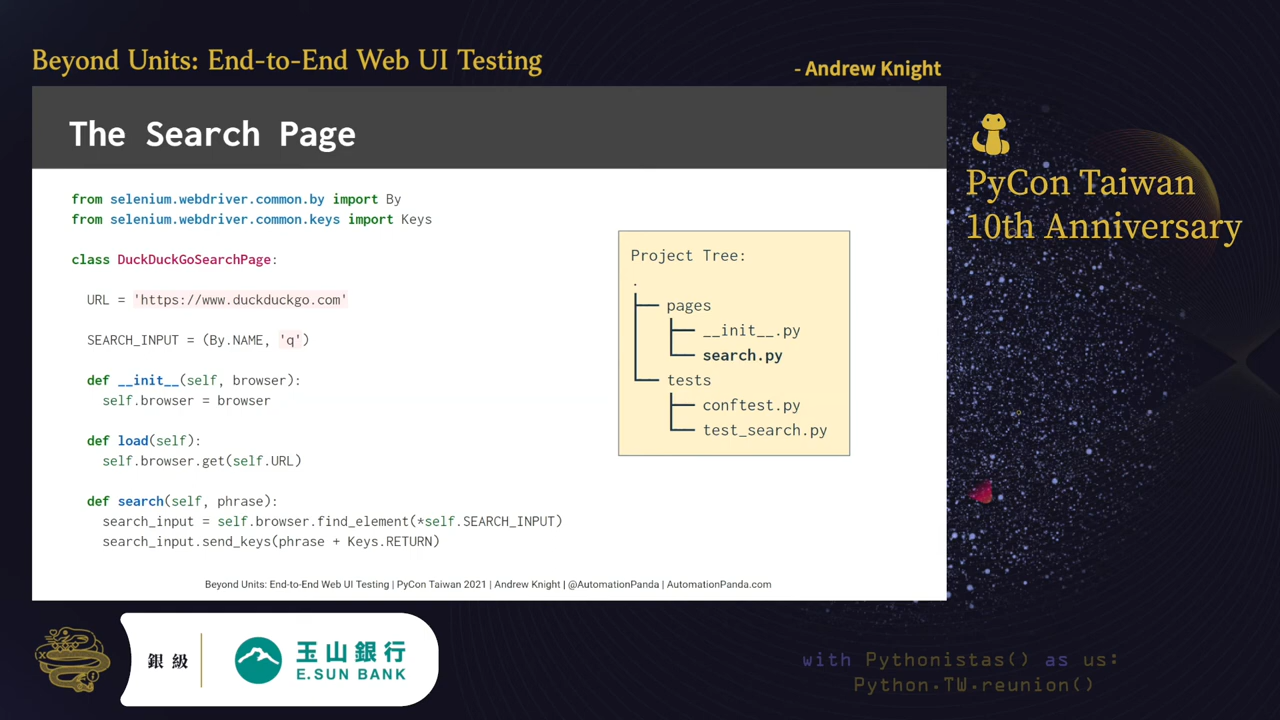 Beyond Units: End-to-End Web UI Testing
- Andrew Knight
The Search Page
from selenium.webdriver.common.by import By
from selenium.webdriver.common.keys import Keys
class DuckDuckGoSearchPage:
URL = 'https://www.duckduckgo.com'
SEARCH_INPUT = (By.NAME, 'q')
def __init__(self, browser):
self.browser = browser
def load(self):
self.browser.get(self.URL)
def search(self, phrase):
search_input = self.browser.find_element(*self.SEARCH_INPUT)
search_input.send_keys(phrase + Keys.RETURN)
Project Tree:
.
├── pages
├── __init__.py
└── search.py
└── tests
├── conftest.py
└── test_search.py
Beyond Units: End-to-End Web UI Testing | PyCon Taiwan 2021 | Andrew Knight | @AutomationPanda | AutomationPanda.com
PyCon Taiwan
10th Anniversary
銀級
玉山銀行
E.SUN BANK
with Pythonistas() as us:
Python.TW.reunion()